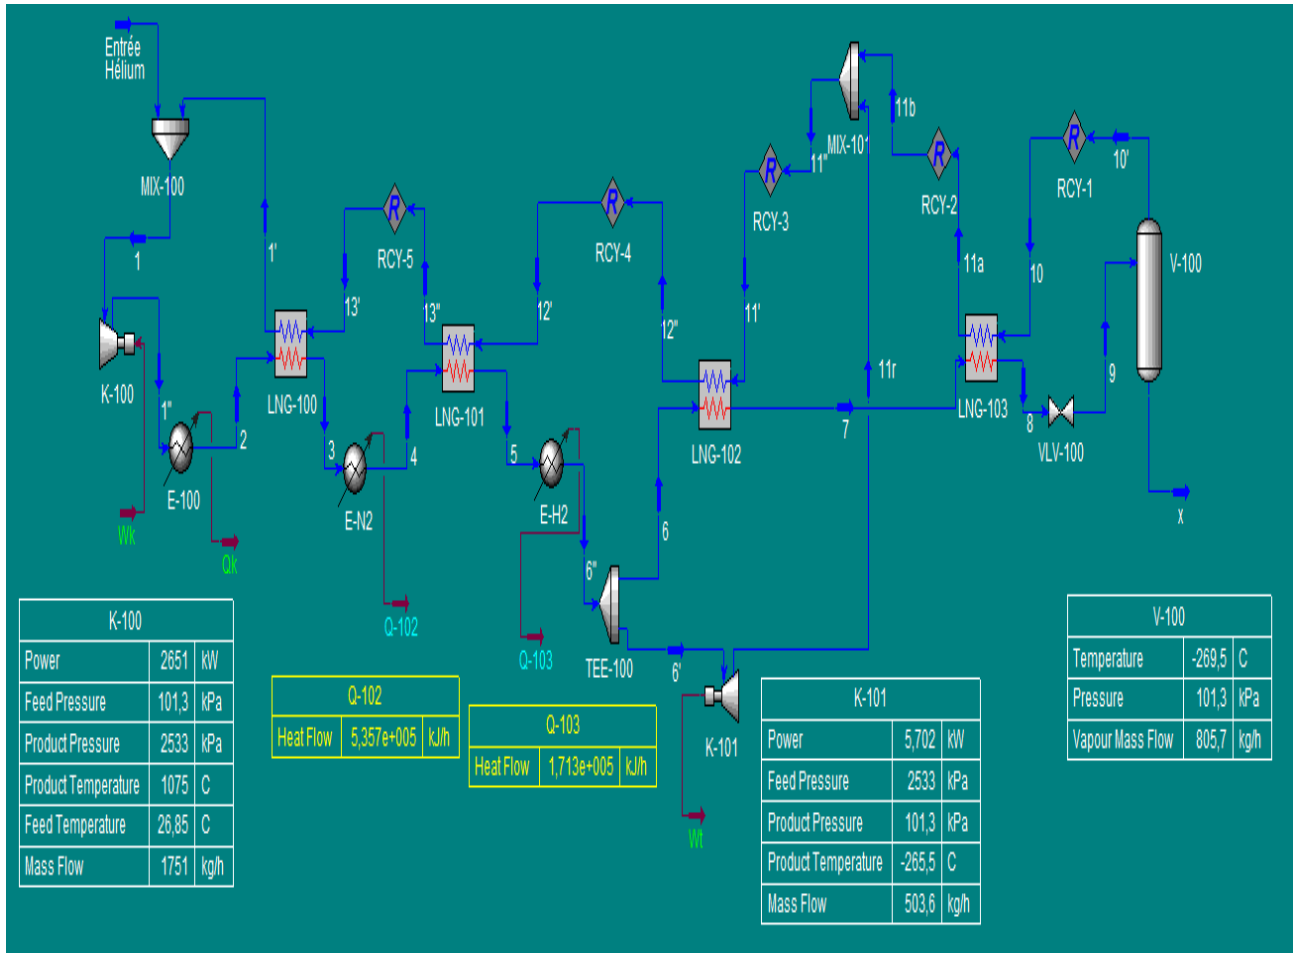 Entrée
Hélium
MIX-100
1
1'
K-100
1"
E-100
2
Wk
Qk
LNG-100
3
13'
RCY-5
13"
E-N2
4
Q-102
LNG-101
5
12'
RCY-4
12"
E-H2
6"
Q-103
TEE-100
6
6'
K-101
Wt
LNG-102
7
11'
RCY-3
11"
MIX-101
11r
11b
RCY-2
11a
LNG-103
10
RCY-1
10'
8
VLV-100
9
V-100
x
K-100
Power 2651 kW
Feed Pressure 101,3 kPa
Product Pressure 2533 kPa
Product Temperature 1075 C
Feed Temperature 26,85 C
Mass Flow 1751 kg/h
Q-102
Heat Flow 5,357e+005 kJ/h
Q-103
Heat Flow 1,713e+005 kJ/h
K-101
Power 5,702 kW
Feed Pressure 2533 kPa
Product Pressure 101,3 kPa
Product Temperature -265,5 C
Mass Flow 503,6 kg/h
V-100
Temperature -269,5 C
Pressure 101,3 kPa
Vapour Mass Flow 805,7 kg/h
R
R
R
R
R